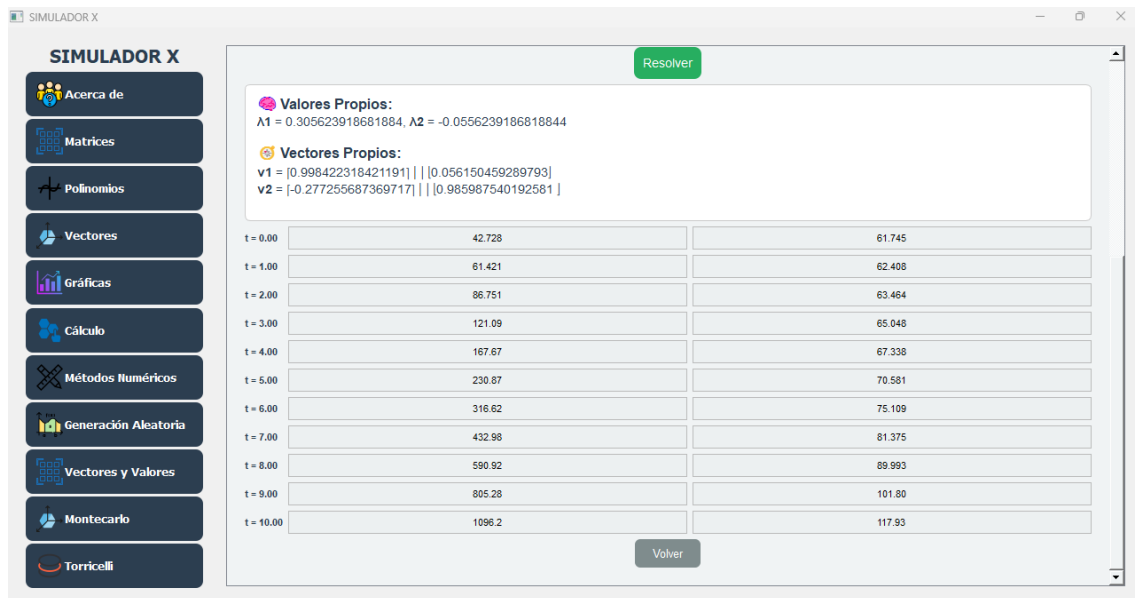 SIMULADOR X
SIMULADOR X
Acerca de
Matrices
Polinomios
Vectores
Gráficas
Cálculo
Métodos Numéricos
Generación Aleatoria
Vectores y Valores
Montecarlo
Torricelli
Resolver
Valores Propios:
Λ1 = 0.305623918681884, Λ2 = -0.0556239186818844
Vectores Propios:
v1 = ⌈0.998422318421191⌉ | | ⌊0.056150459289793⌋
v2 = ⌈-0.277255687369717⌉ | | ⌊0.985987540192581 ⌋
t = 0.00 42.728 61.745
t = 1.00 61.421 62.408
t = 2.00 86.751 63.464
t = 3.00 121.09 65.048
t = 4.00 167.67 67.338
t = 5.00 230.87 70.581
t = 6.00 316.62 75.109
t = 7.00 432.98 81.375
t = 8.00 590.92 89.993
t = 9.00 805.28 101.80
t = 10.00 1096.2 117.93
Volver